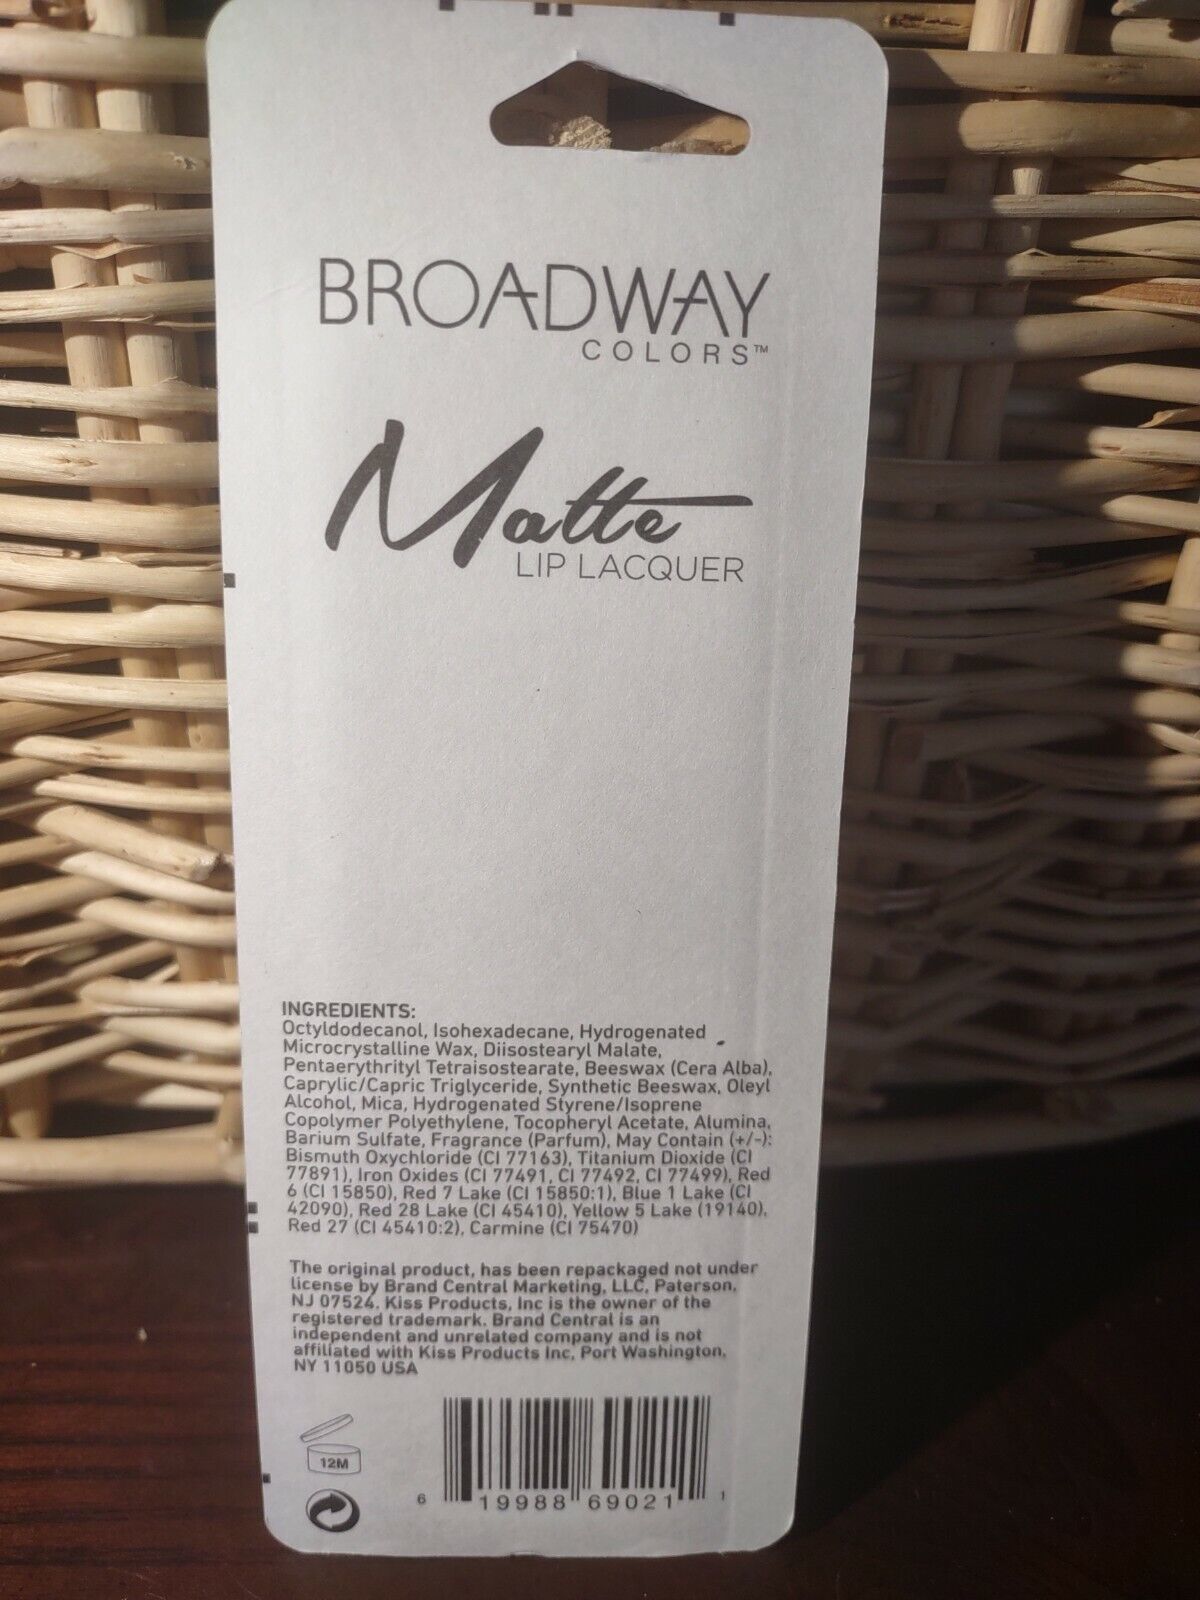 BROADWAY
COLORS™
Matte
LIP LACQUER
INGREDIENTS:
Octyldodecanol, Isohexadecane, Hydrogenated
Microcrystalline Wax, Diisostearyl Malate,
Pentaerythrityl Tetraisostearate, Beeswax (Cera Alba),
Caprylic/Capric Triglyceride, Synthetic Beeswax, Oleyl
Alcohol, Mica, Hydrogenated Styrene/Isoprene
Copolymer Polyethylene, Tocopheryl Acetate, Alumina,
Barium Sulfate, Fragrance (Parfum), May Contain (+/-):
Bismuth Oxychloride (CI 77163), Titanium Dioxide (CI
77891), Iron Oxides (CI 77491, CI 77492, CI 77499), Red
6 (CI 15850), Red 7 Lake (CI 15850:1), Blue 1 Lake (CI
42090), Red 28 Lake (CI 45410), Yellow 5 Lake (19140),
Red 27 (CI 45410:2), Carmine (CI 75470)
The original product, has been repackaged not under
license by Brand Central Marketing, LLC, Paterson,
NJ 07524. Kiss Products, Inc is the owner of the
registered trademark. Brand Central is an
independent and unrelated company and is not
affiliated with Kiss Products Inc, Port Washington,
NY 11050 USA
12M
6 19988 69021 1